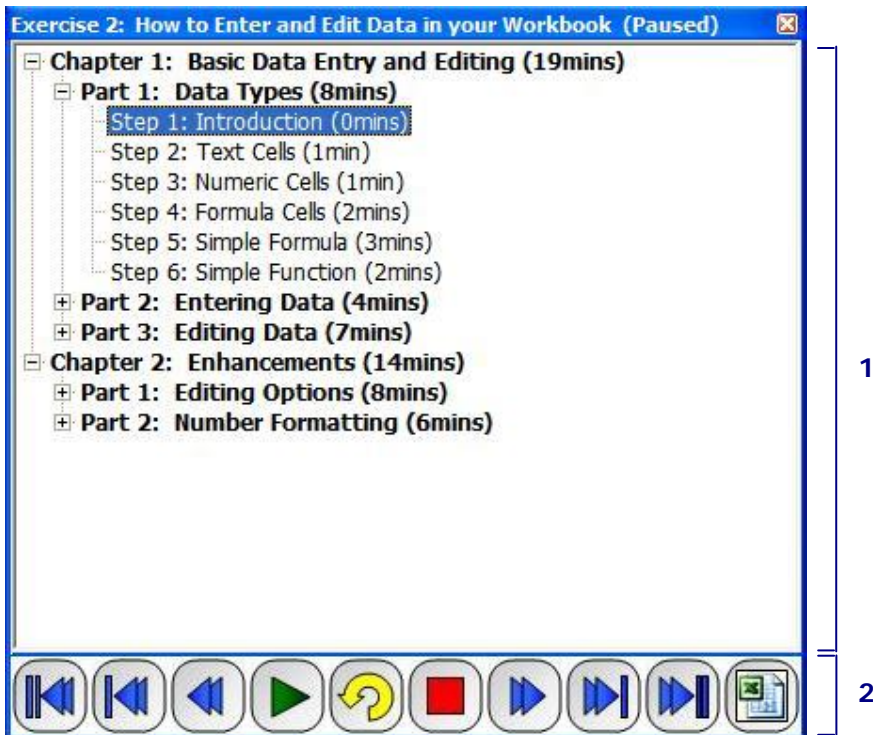 Exercise 2: How to Enter and Edit Data in your Workbook (Paused)
Chapter 1: Basic Data Entry and Editing (19mins)
Part 1: Data Types (8mins)
Step 1: Introduction (0mins)
Step 2: Text Cells (1min)
Step 3: Numeric Cells (1min)
Step 4: Formula Cells (2mins)
Step 5: Simple Formula (3mins)
Step 6: Simple Function (2mins)
Part 2: Entering Data (4mins)
Part 3: Editing Data (7mins)
Chapter 2: Enhancements (14mins)
Part 1: Editing Options (8mins)
Part 2: Number Formatting (6mins)
1
2